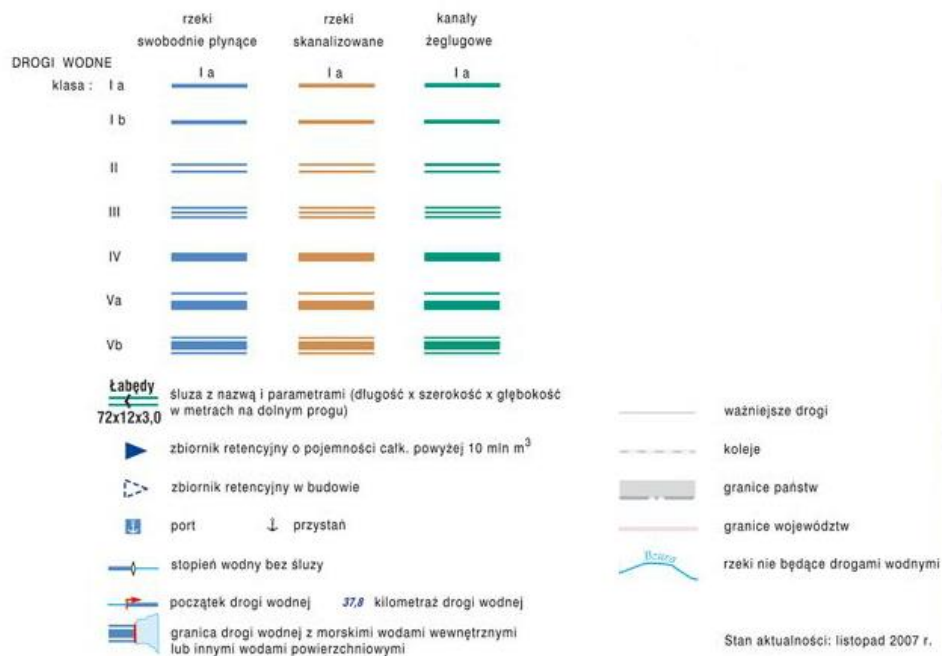 rzeki
swobodnie płynące
rzeki
skanalizowane
kanały
żeglugowe
DROGI WODNE
klasa : I a
I a
I a
I a
I b
II
III
IV
Va
Vb
Łabędy
72x12x3,0
śluza z nazwą i parametrami (długość x szerokość x głębokość
w metrach na dolnym progu)
zbiornik retencyjny o pojemności całk. powyżej 10 mln m³
zbiornik retencyjny w budowie
port
przystań
stopień wodny bez śluzy
początek drogi wodnej
37,8 kilometraż drogi wodnej
granica drogi wodnej z morskimi wodami wewnętrznymi
lub innymi wodami powierzchniowymi
ważniejsze drogi
koleje
granice państw
granice województw
Bzura
rzeki nie będące drogami wodnymi
Stan aktualności: listopad 2007 r.